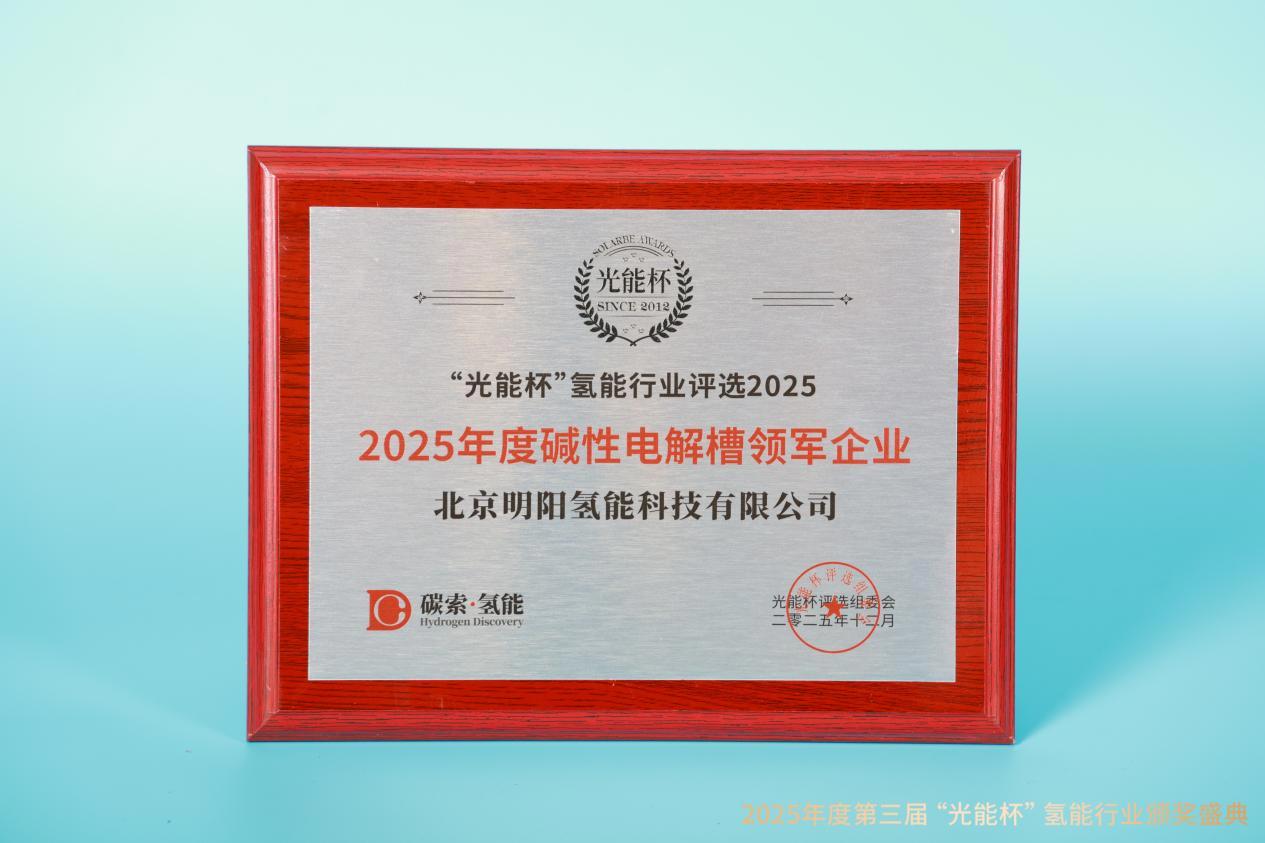 SOLARBE AWARDS
光能杯
SINCE 2012
“光能杯”氢能行业评选2025
2025年度碱性电解槽领军企业
北京明阳氢能科技有限公司
碳索·氢能
Hydrogen Discovery
光能杯评选组委会
二零二五年十二月
2025年度第三届“光能杯”氢能行业颁奖盛典